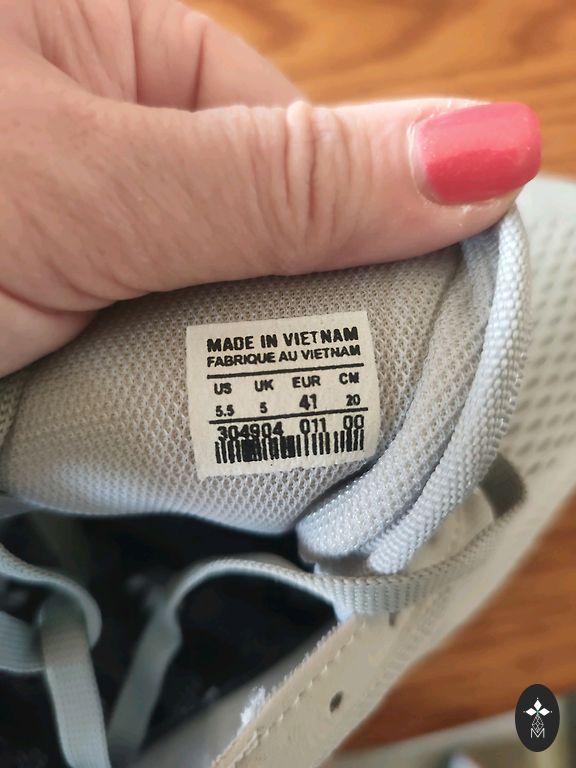 MADE IN VIETNAM
FABRIQUE AU VIETNAM
US UK EUR CM
5.5 5 41 20
304904 011 00
M